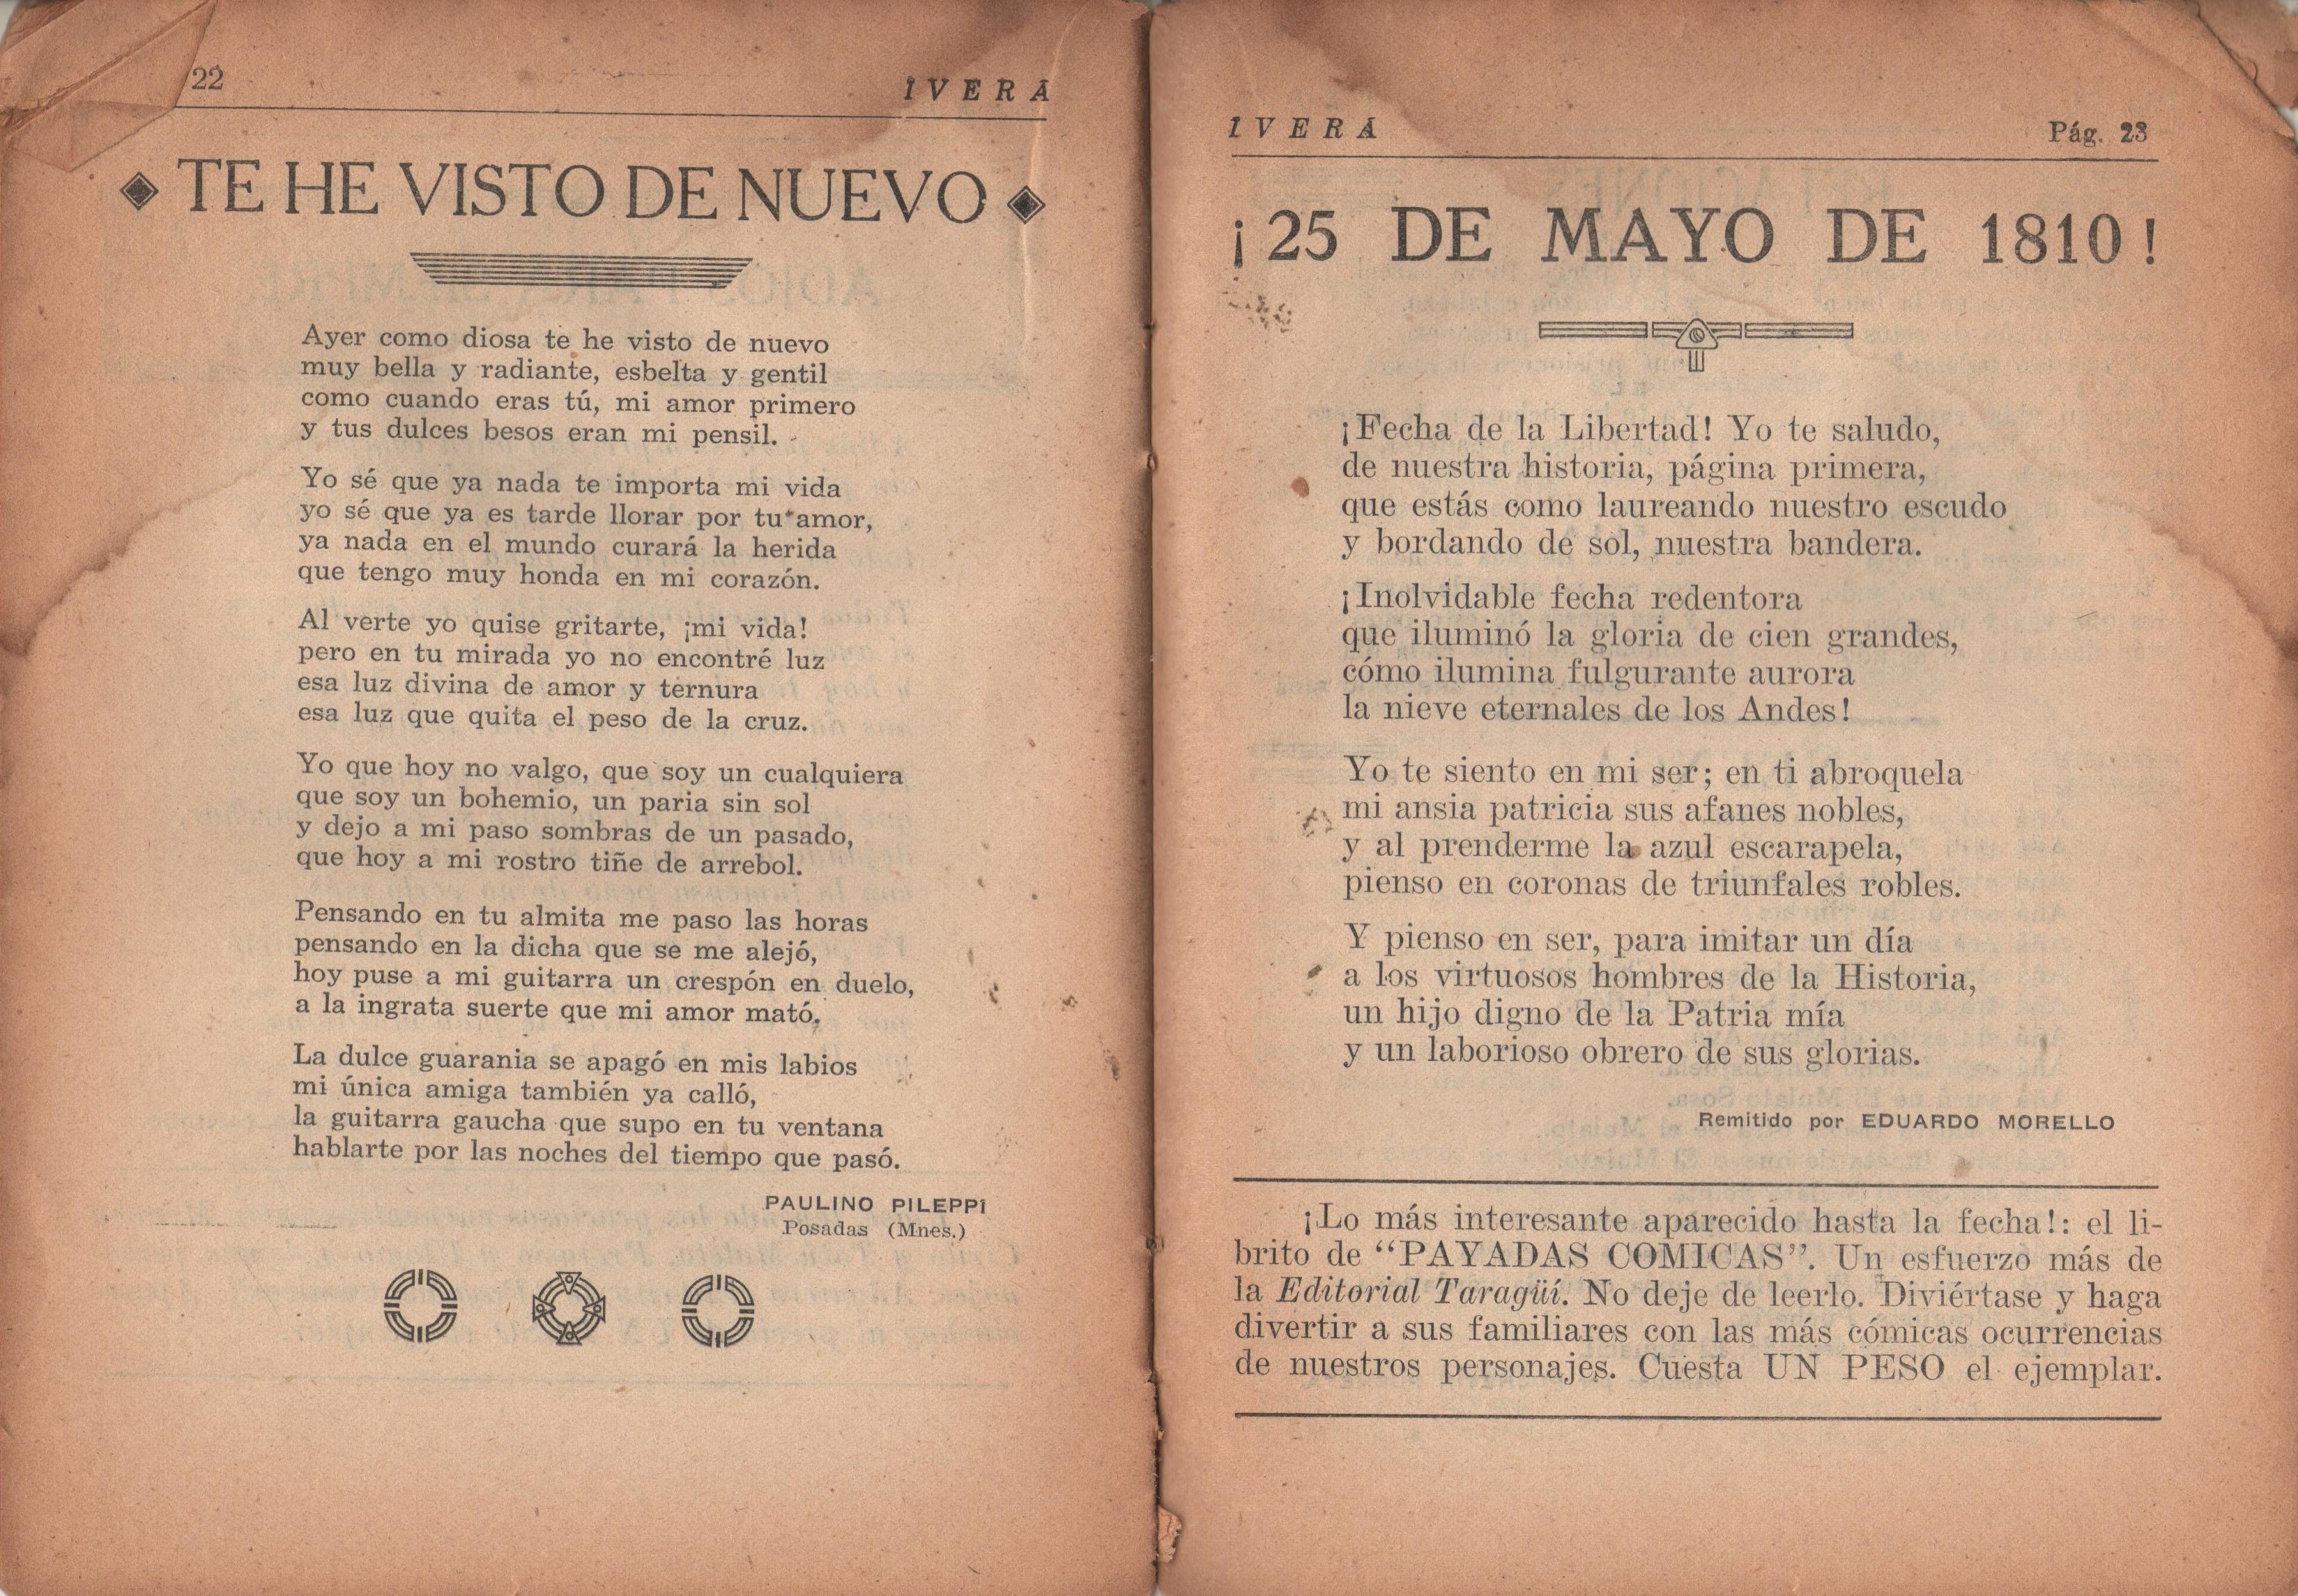 22
IVERA
TE HE VISTO DE NUEVO
Ayer como diosa te he visto de nuevo
muy bella y radiante, esbelta y gentil
como cuando eras tú, mi amor primero
y tus dulces besos eran mi pensil.
Yo sé que ya nada te importa mi vida
yo sé que ya es tarde llorar por tu amor,
ya nada en el mundo curará la herida
que tengo muy honda en mi corazón.
Al verte yo quise gritarte, ¡mi vida!
pero en tu mirada yo no encontré luz
esa luz divina de amor y ternura
esa luz que quita el peso de la cruz.
Yo que hoy no valgo, que soy un cualquiera
que soy un bohemio, un paria sin sol
y dejo a mi paso sombras de un pasado,
que hoy a mi rostro tiñe de arrebol.
Pensando en tu almita me paso las horas
pensando en la dicha que se me alejó,
hoy puse a mi guitarra un crespón en duelo,
a la ingrata suerte que mi amor mató.
La dulce guarania se apagó en mis labios
mi única amiga también ya calló,
la guitarra gaucha que supo en tu ventana
hablarte por las noches del tiempo que pasó.
PAULINO PILEPPI
Posadas (Mnes.)
IVERA
Pág. 23
¡25 DE MAYO DE 1810!
¡Fecha de la Libertad! Yo te saludo,
de nuestra historia, página primera,
que estás como laureando nuestro escudo
y bordando de sol, nuestra bandera.
¡Inolvidable fecha redentora
que iluminó la gloria de cien grandes,
cómo ilumina fulgurante aurora
la nieve eternales de los Andes!
Yo te siento en mi ser; en ti abroquela
mi ansia patricia sus afanes nobles,
y al prenderme la azul escarapela,
pienso en coronas de triunfales robles.
Y pienso en ser, para imitar un día
a los virtuosos hombres de la Historia,
un hijo digno de la Patria mía
y un laborioso obrero de sus glorias.
Remitido por EDUARDO MORELLO
¡Lo más interesante aparecido hasta la fecha!: el li-
brito de “PAYADAS COMICAS”. Un esfuerzo más de
la Editorial Taragüí. No deje de leerlo. Diviértase y haga
divertir a sus familiares con las más cómicas ocurrencias
de nuestros personajes. Cuesta UN PESO el ejemplar.